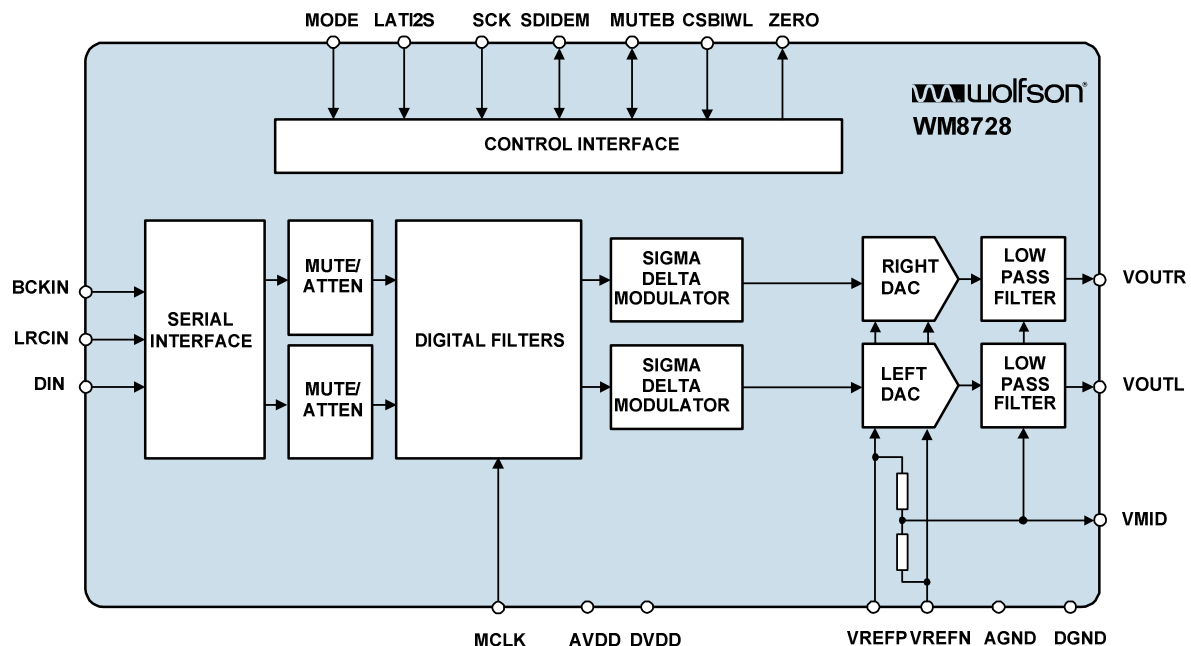 MODE LATI2S SCK SDIDEM MUTEB CSBIWL ZERO
wolfson®
WM8728
CONTROL INTERFACE
BCKIN
LRCIN
DIN
SERIAL
INTERFACE
MUTE/
ATTEN
MUTE/
ATTEN
DIGITAL FILTERS
SIGMA
DELTA
MODULATOR
SIGMA
DELTA
MODULATOR
RIGHT
DAC
LEFT
DAC
LOW
PASS
FILTER
LOW
PASS
FILTER
VOUTR
VOUTL
VMID
MCLK AVDD DVDD VREFP VREFN AGND DGND